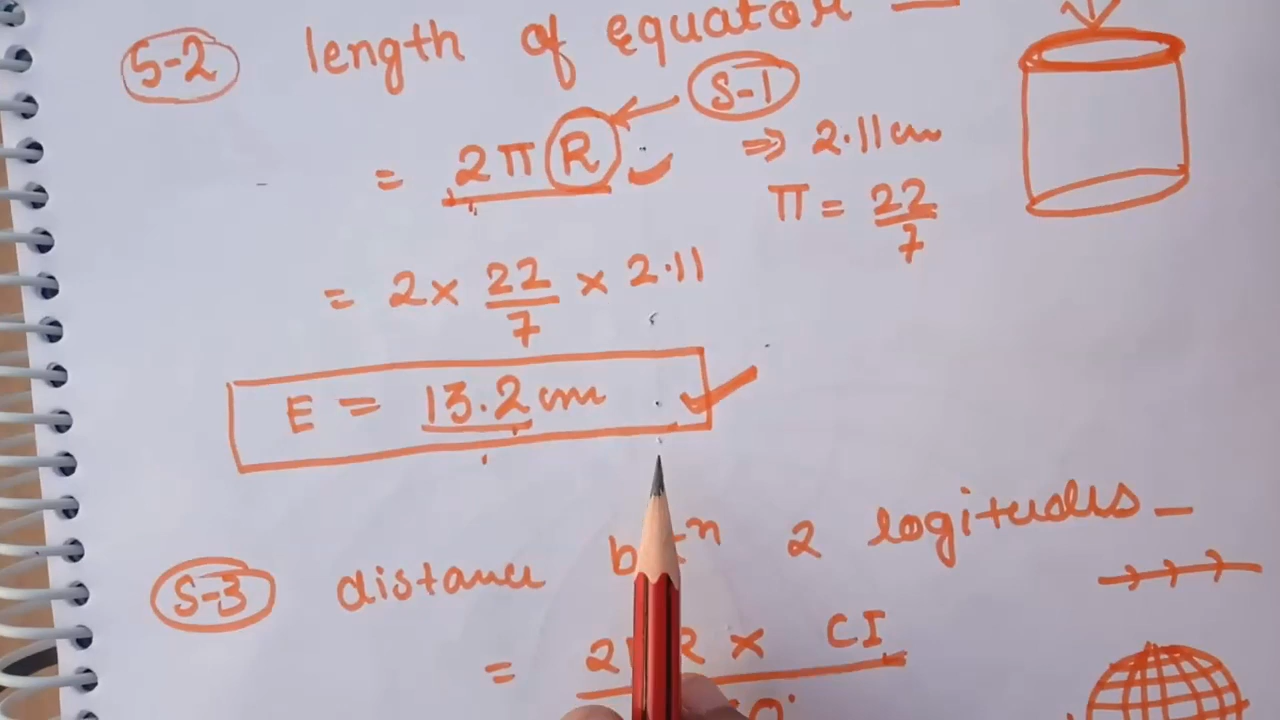 S-2 length of equator —
= 2π R S-1
⇒ 2.11 cm
π = 22/7
= 2 × 22/7 × 2.11
E = 13.2 cm
S-3 distance 2 logitudes —
= × CI